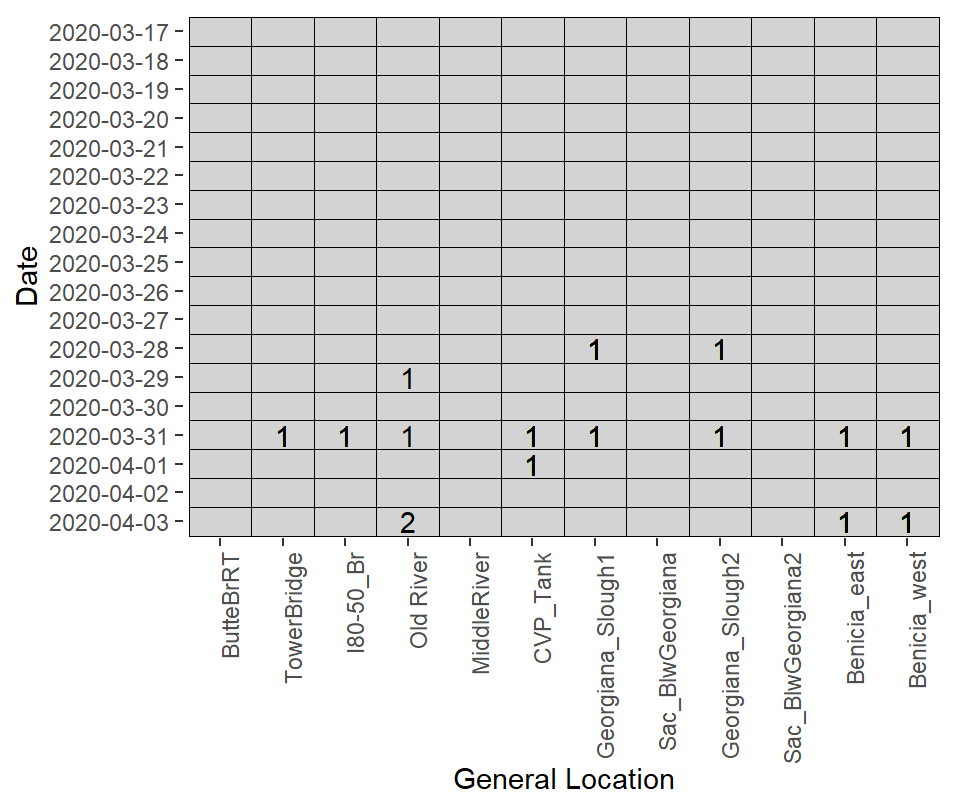 Date
2020-03-17
2020-03-18
2020-03-19
2020-03-20
2020-03-21
2020-03-22
2020-03-23
2020-03-24
2020-03-25
2020-03-26
2020-03-27
2020-03-28 1 1
2020-03-29 1
2020-03-30
2020-03-31 1 1 1 1 1 1 1 1
2020-04-01 1
2020-04-02
2020-04-03 2 1 1
ButteBrRT
TowerBridge
I80-50_Br
Old River
MiddleRiver
CVP_Tank
Georgiana_Slough1
Sac_BlwGeorgiana
Georgiana_Slough2
Sac_BlwGeorgiana2
Benicia_east
Benicia_west
General Location